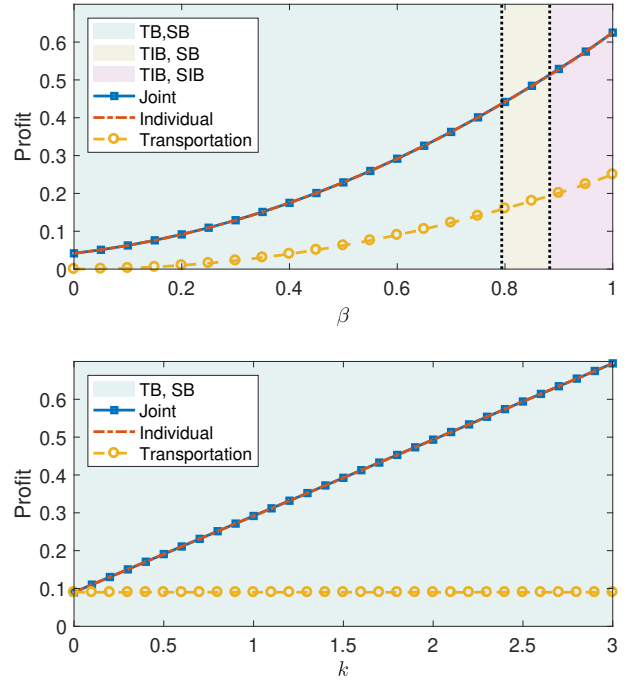 TB,SB
TIB, SB
TIB, SIB
Joint
Individual
Transportation
Profit
0.6
0.5
0.4
0.3
0.2
0.1
0
0 0.2 0.4 0.6 0.8 1
β
TB, SB
Joint
Individual
Transportation
Profit
0.6
0.5
0.4
0.3
0.2
0.1
0
0 0.5 1 1.5 2 2.5 3
k